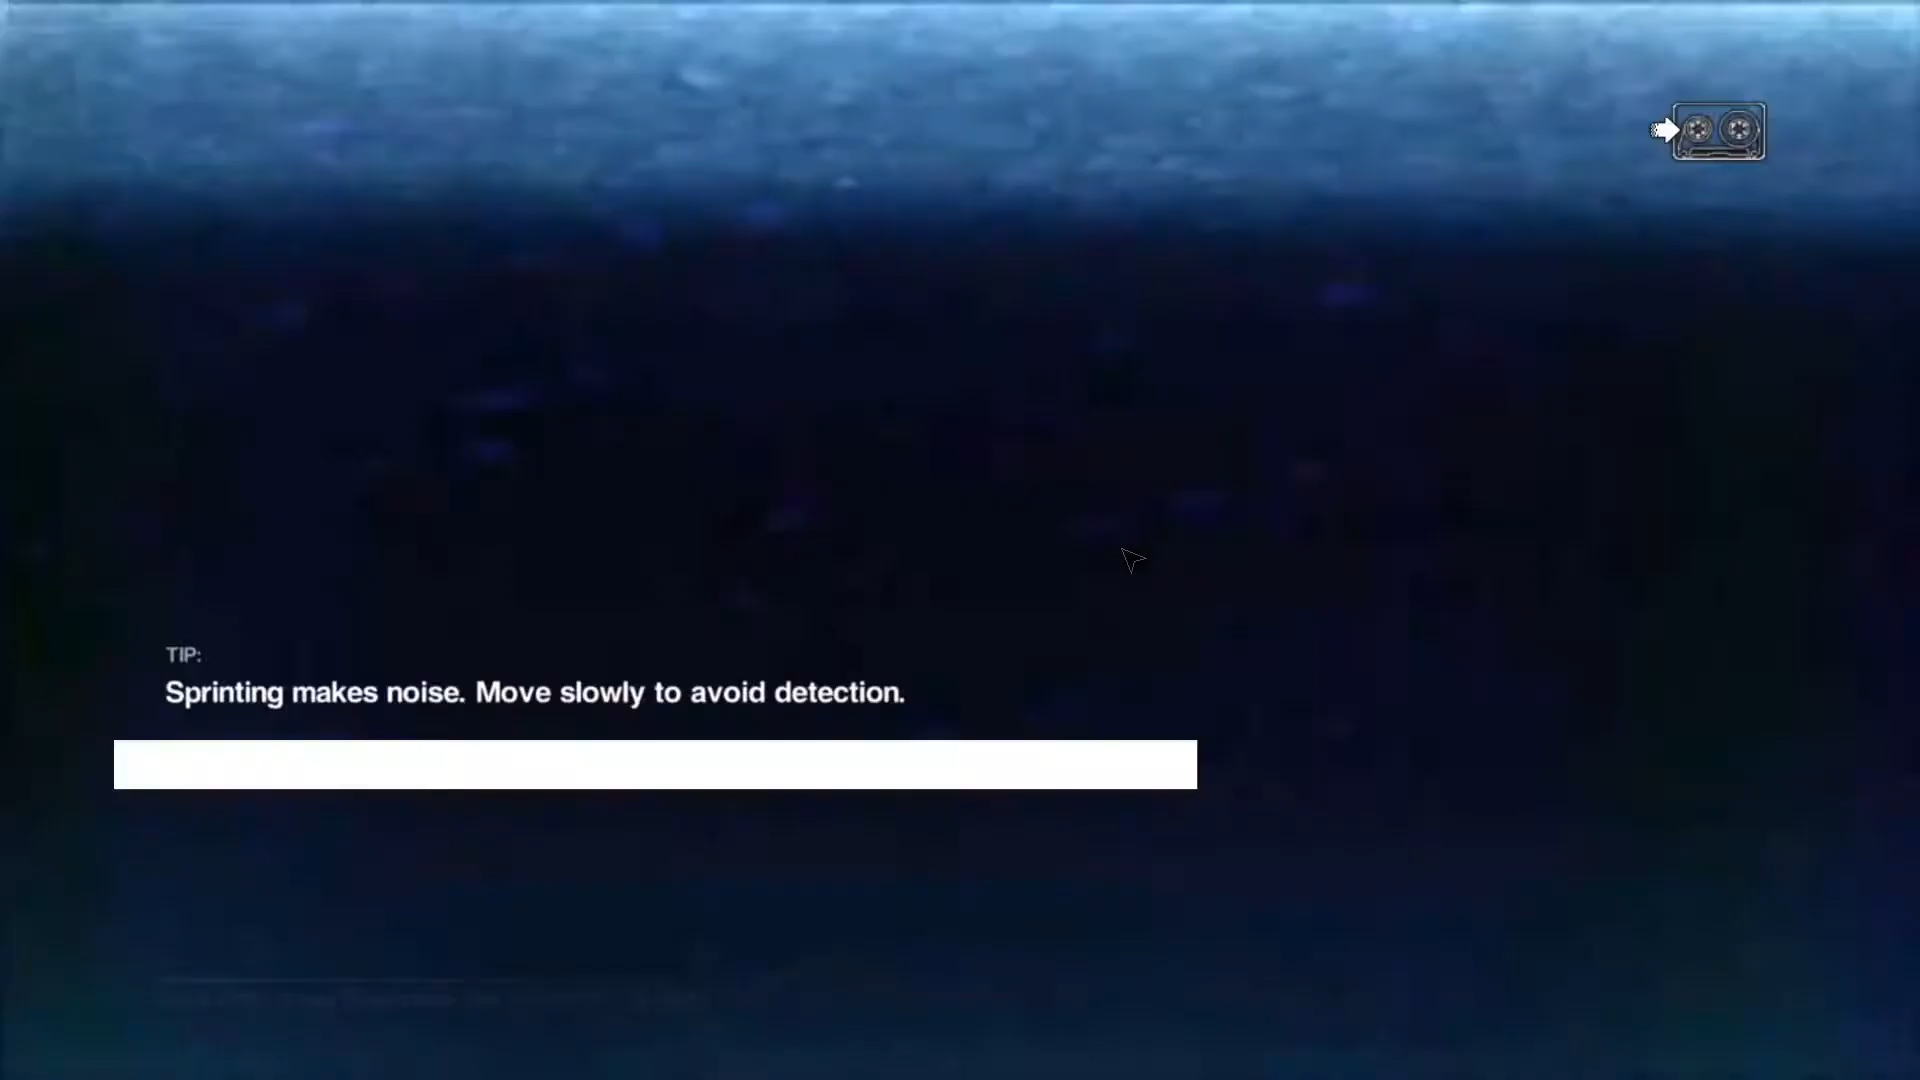 TIP:
Sprinting makes noise. Move slowly to avoid detection.